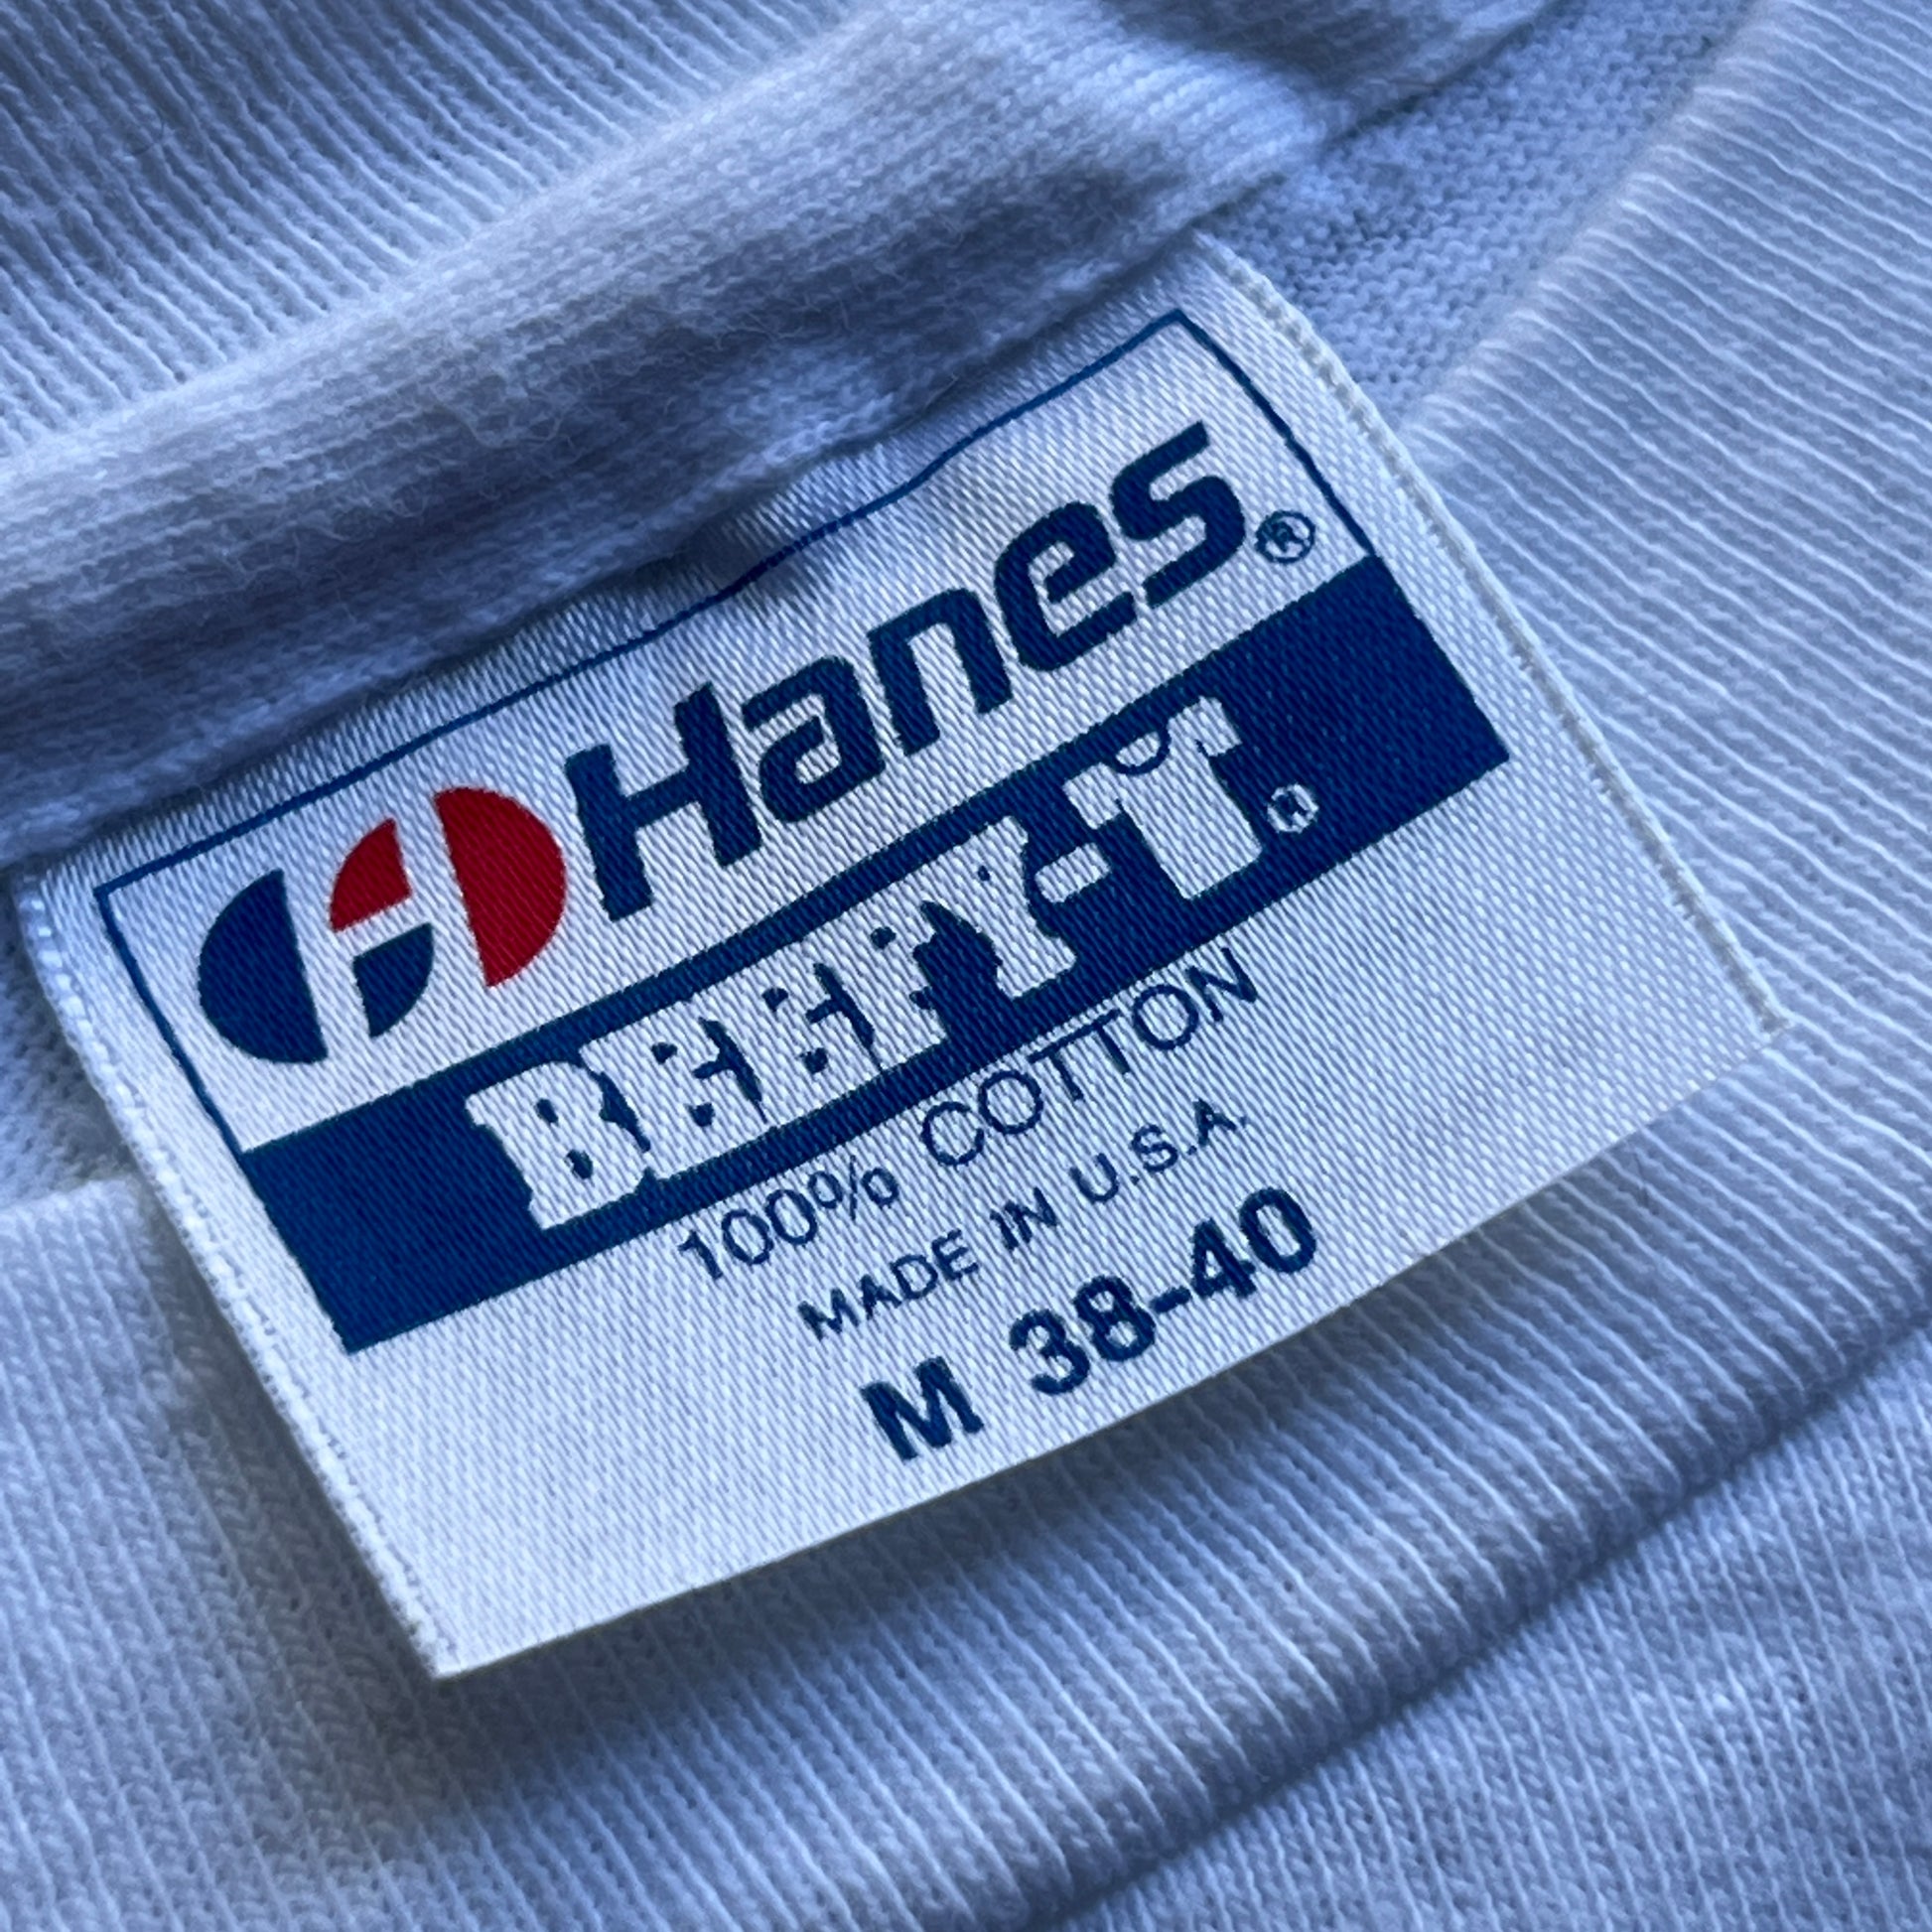 Hanes®
BEEFY-T®
100% COTTON
MADE IN U.S.A.
M 38-40